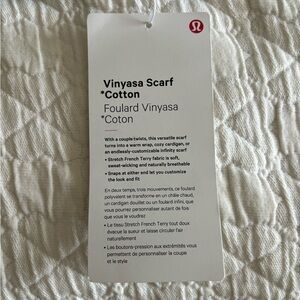 Vinyasa Scarf
*Cotton
Foulard Vinyasa
*Coton
With a couple twists, this versatile scarf
turns into a warm wrap, cozy cardigan, or
an endlessly-customizable infinity scarf
• Stretch French Terry fabric is soft,
sweat-wicking and naturally breathable
• Snaps at either end let you customize
the look and fit
En deux temps, trois mouvements, ce foulard
polyvalent se transforme en un châle chaud,
un cardigan douillet ou un foulard infini, que
vous pourrez personnaliser autant de fois
que vous le voudrez
• Le tissu Stretch French Terry tout doux
évacue la sueur et laisse circuler l'air
naturellement
• Les boutons-pression aux extrémités vous
permettent de personnaliser la coupe
et le style